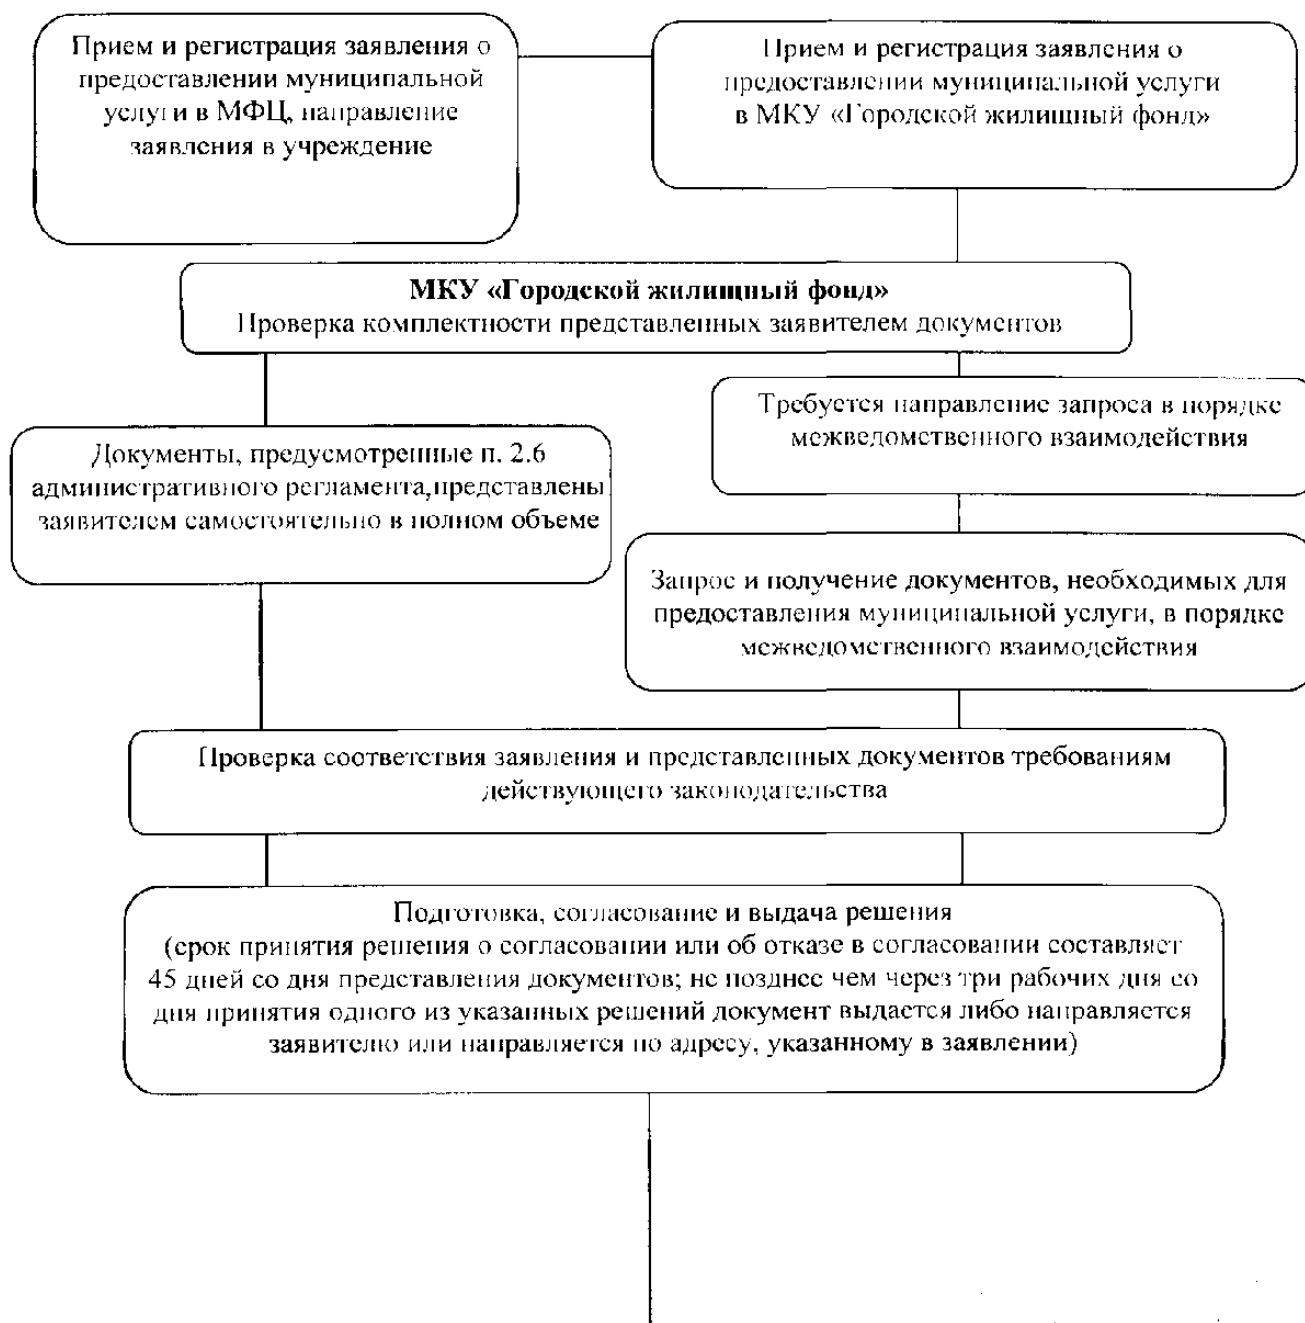 Прием и регистрация заявления о
предоставлении муниципальной
услуги в МФЦ, направление
заявления в учреждение
Прием и регистрация заявления о
предоставлении муниципальной услуги
в МКУ «Городской жилищный фонд»
МКУ «Городской жилищный фонд»
Проверка комплектности представленных заявителем документов
Требуется направление запроса в порядке
межведомственного взаимодействия
Документы, предусмотренные п. 2.6
административного регламента,представлены
заявителем самостоятельно в полном объеме
Запрос и получение документов, необходимых для
предоставления муниципальной услуги, в порядке
межведомственного взаимодействия
Проверка соответствия заявления и представленных документов требованиям
действующего законодательства
Подготовка, согласование и выдача решения
(срок принятия решения о согласовании или об отказе в согласовании составляет
45 дней со дня представления документов; не позднее чем через три рабочих дня со
дня принятия одного из указанных решений документ выдается либо направляется
заявителю или направляется по адресу, указанному в заявлении)